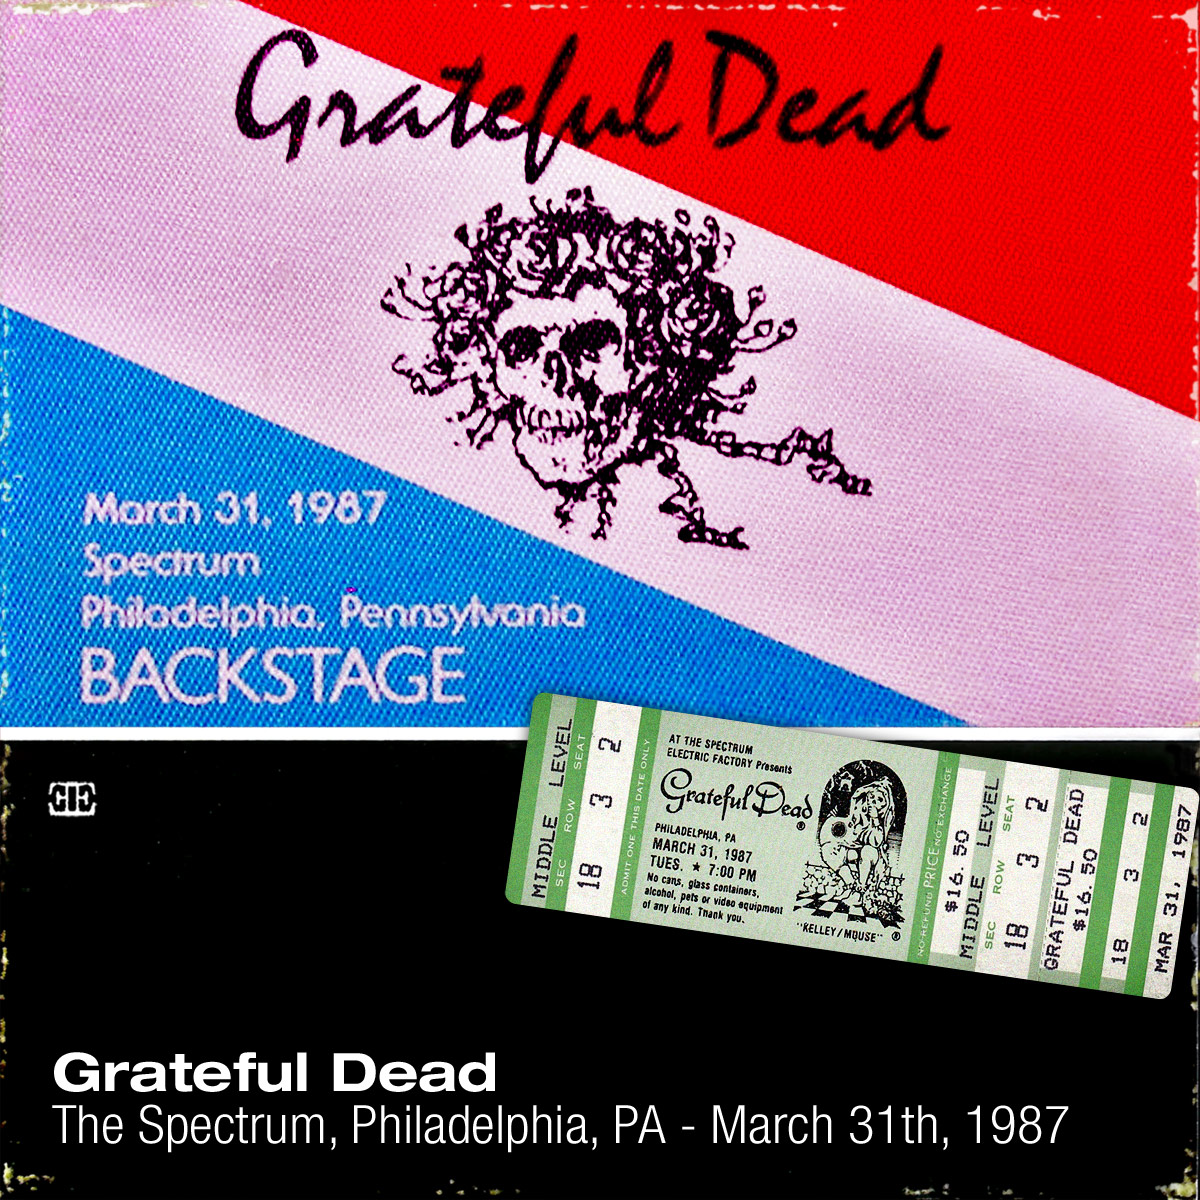 Grateful Dead
March 31, 1987
Spectrum
Philadelphia, Pennsylvania
BACKSTAGE
MIDDLE LEVEL
SEC ROW SEAT
18 3 2
ADMIT ONE THIS DATE ONLY
AT THE SPECTRUM
ELECTRIC FACTORY Presents
Grateful Dead®
PHILADELPHIA, PA
MARCH 31, 1987
TUES. ★ 7:00 PM
No cans, glass containers,
alcohol, pets or video equipment
of any kind. Thank you.
"KELLEY/MOUSE" ®
NO REFUND PRICE NO EXCHANGE
$16.50
MIDDLE LEVEL
SEC ROW SEAT
18 3 2
GRATEFUL DEAD
$16.50
18 3 2
MAR 31, 1987
Grateful Dead
The Spectrum, Philadelphia, PA - March 31th, 1987